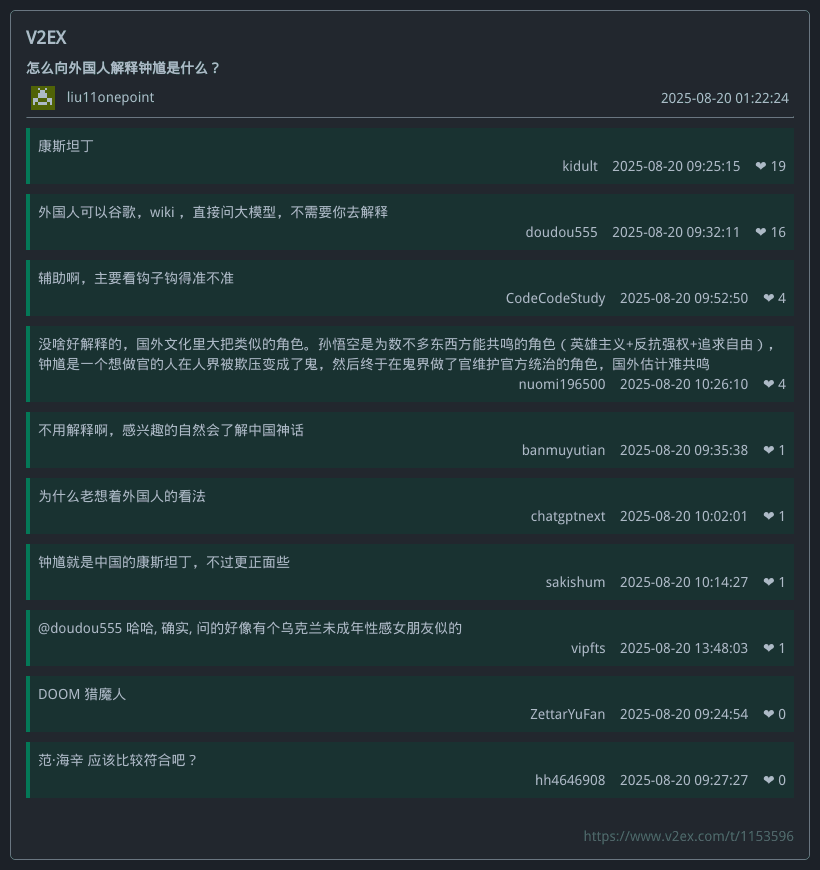 V2EX
怎么向外国人解释钟馗是什么？
liu11onepoint 2025-08-20 01:22:24
康斯坦丁
kidult 2025-08-20 09:25:15 ❤ 19
外国人可以谷歌，wiki ，直接问大模型，不需要你去解释
doudou555 2025-08-20 09:32:11 ❤ 16
辅助啊，主要看钩子钩得准不准
CodeCodeStudy 2025-08-20 09:52:50 ❤ 4
没啥好解释的，国外文化里大把类似的角色。孙悟空是为数不多东西方能共鸣的角色（英雄主义+反抗强权+追求自由），
钟馗是一个想做官的人在人界被欺压变成了鬼，然后终于在鬼界做了官维护官方统治的角色，国外估计难共鸣
nuomi196500 2025-08-20 10:26:10 ❤ 4
不用解释啊，感兴趣的自然会了解中国神话
banmuyutian 2025-08-20 09:35:38 ❤ 1
为什么老想着外国人的看法
chatgptnext 2025-08-20 10:02:01 ❤ 1
钟馗就是中国的康斯坦丁，不过更正面些
sakishum 2025-08-20 10:14:27 ❤ 1
@doudou555 哈哈, 确实, 问的好像有个乌克兰未成年性感女朋友似的
vipfts 2025-08-20 13:48:03 ❤ 1
DOOM 猎魔人
ZettarYuFan 2025-08-20 09:24:54 ❤ 0
范·海辛 应该比较符合吧？
hh4646908 2025-08-20 09:27:27 ❤ 0
https://www.v2ex.com/t/1153596